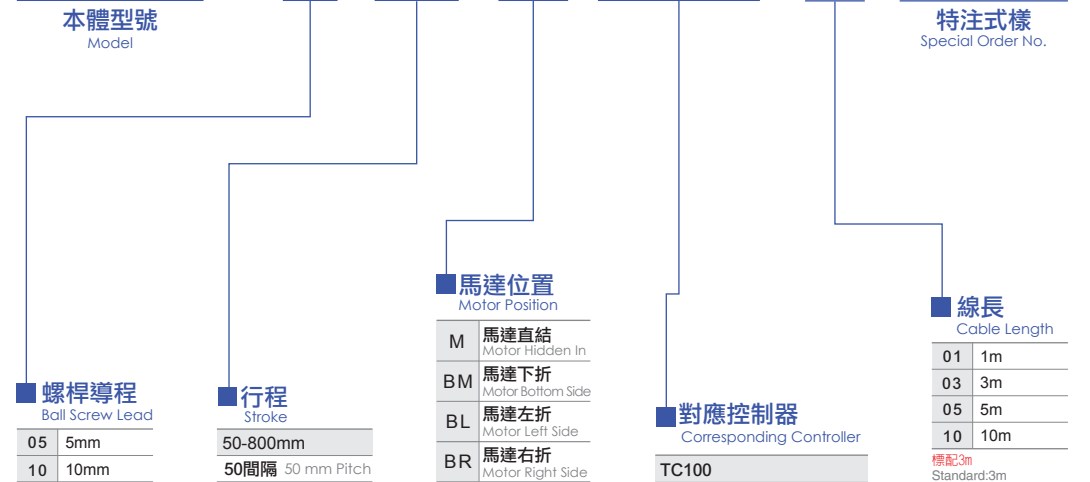 本體型號
Model
特注式樣
Special Order No.
馬達位置
Motor Position
M 馬達直結
Motor Hidden In
BM 馬達下折
Motor Bottom Side
BL 馬達左折
Motor Left Side
BR 馬達右折
Motor Right Side
線長
Cable Length
01 1m
03 3m
05 5m
10 10m
標配3m
Standard:3m
螺桿導程
Ball Screw Lead
05 5mm
10 10mm
行程
Stroke
50-800mm
50間隔 50 mm Pitch
對應控制器
Corresponding Controller
TC100